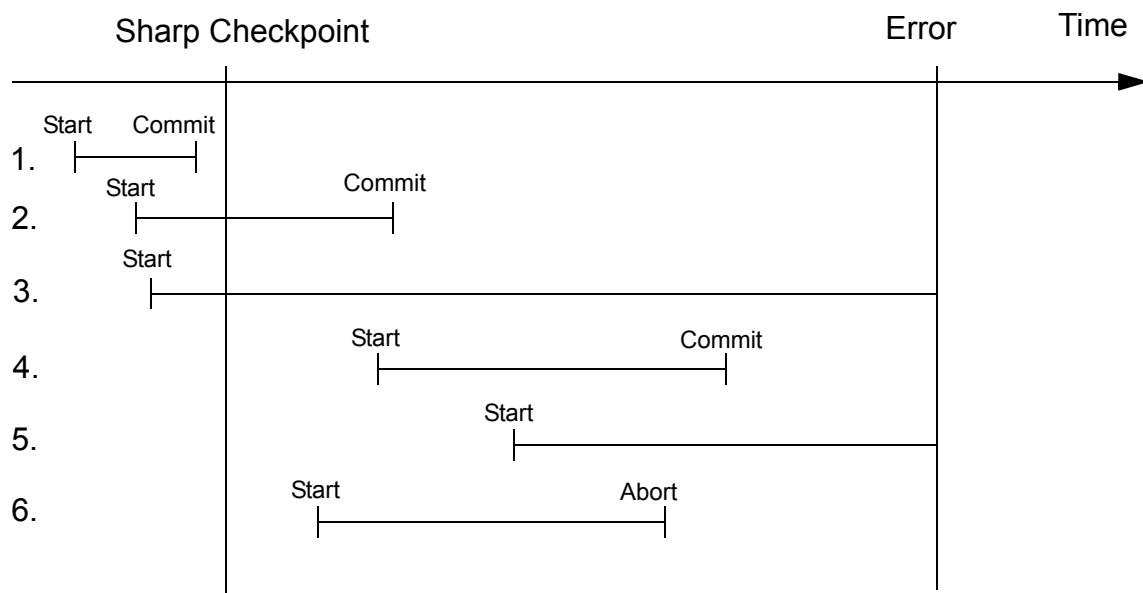 Sharp Checkpoint Error Time
Start Commit
1.
Start Commit
2.
Start
3.
Start Commit
4.
Start
5.
Start Abort
6.